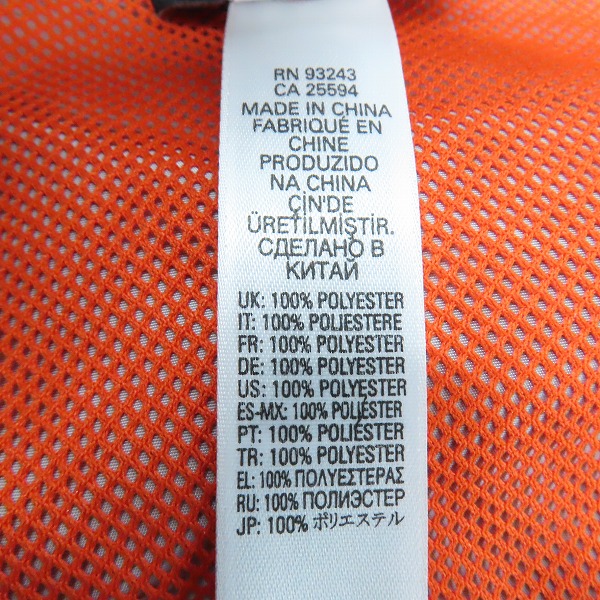 RN 93243
CA 25594
MADE IN CHINA
FABRIQUÉ EN
CHINE
PRODUZIDO
NA CHINA
ÇİN'DE
ÜRETİLMİŞTİR.
СДЕЛАНО В
КИТАЙ
UK: 100% POLYESTER
IT: 100% POLIESTERE
FR: 100% POLYESTER
DE: 100% POLYESTER
US: 100% POLYESTER
ES-MX: 100% POLIÉSTER
PT: 100% POLIÉSTER
TR: 100% POLYESTER
EL: 100% ΠΟΛΥΕΣΤΕΡΑΣ
RU: 100% ПОЛИЭСТЕР
JP: 100% ポリエステル